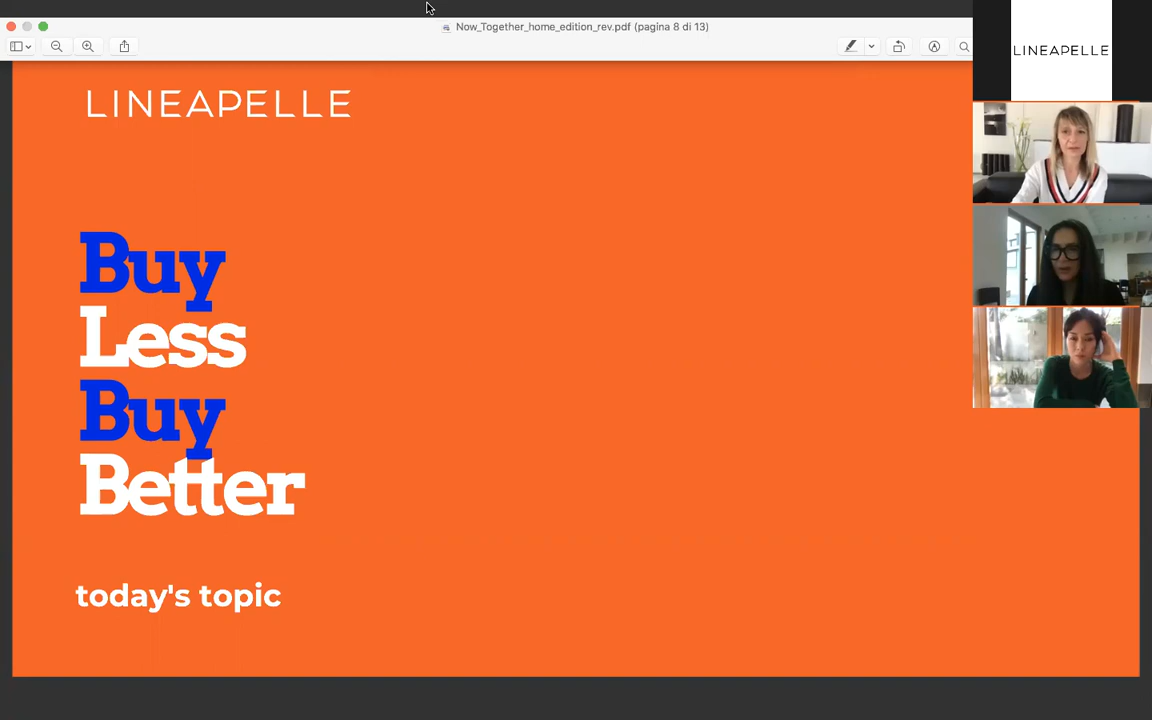 Now_Together_home_edition_rev.pdf (pagina 8 di 13)
LINEAPELLE
LINEAPELLE
Buy
Less
Buy
Better
today's topic